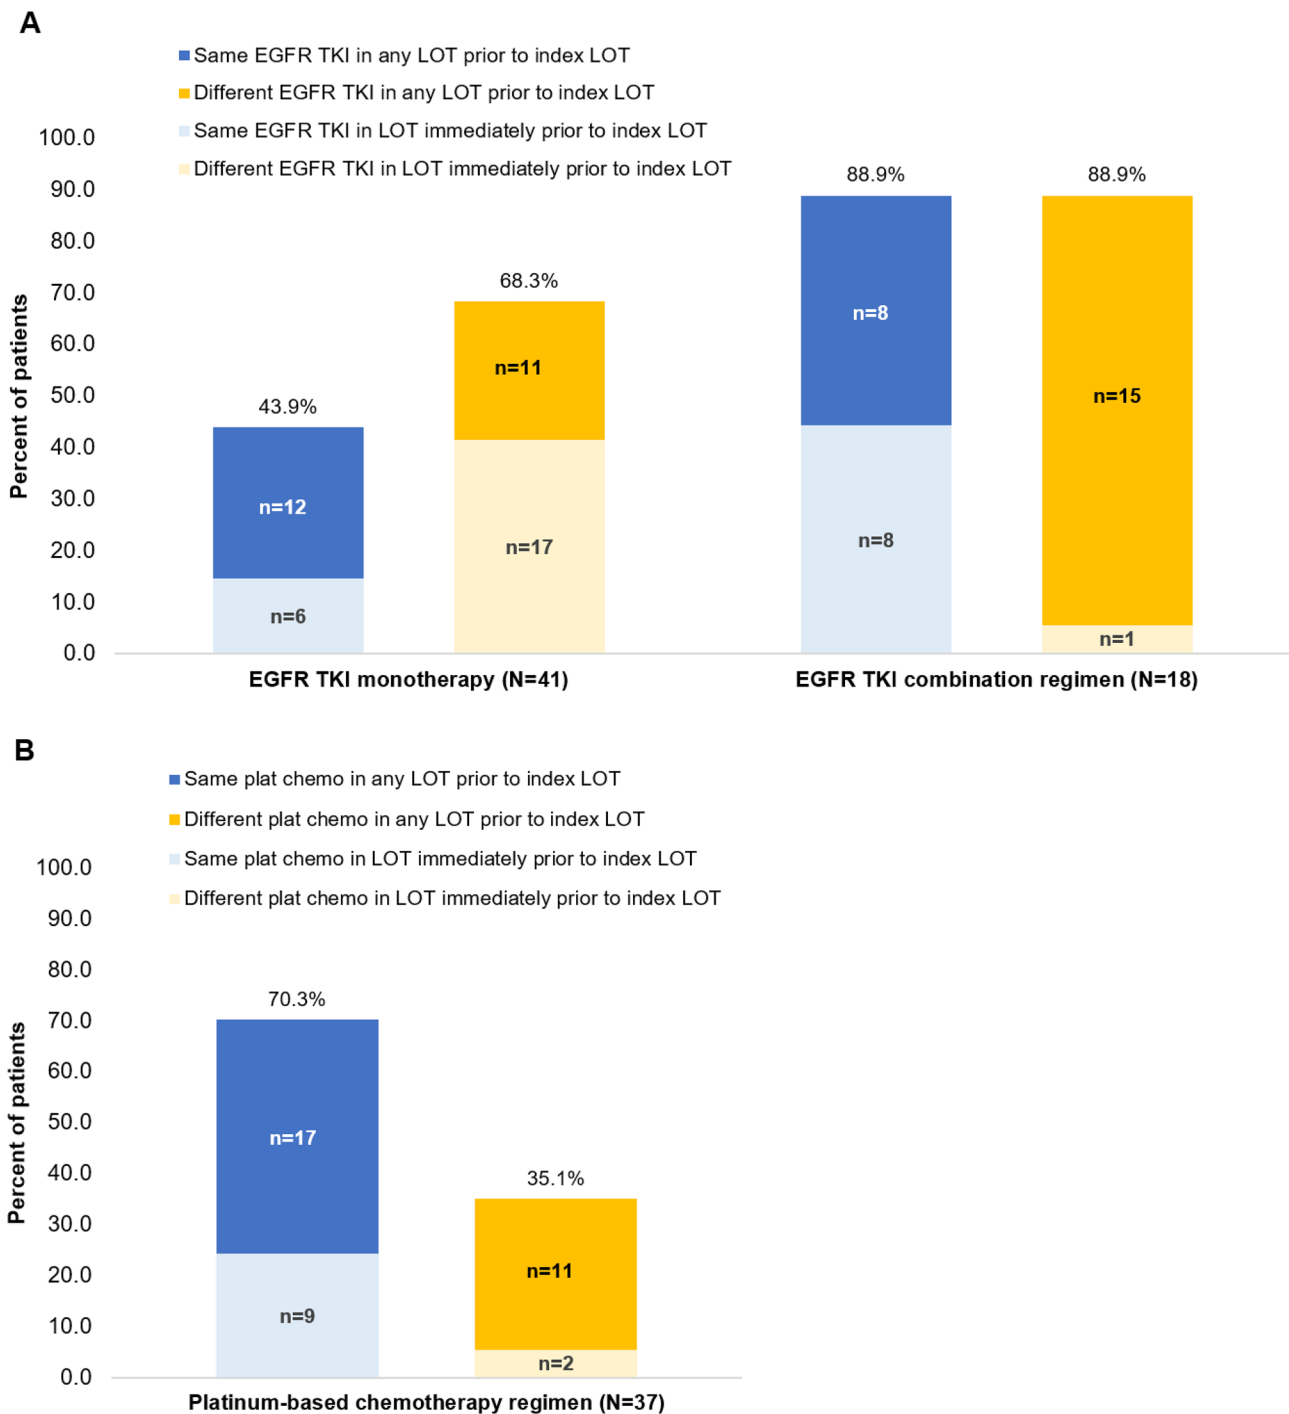 A
Same EGFR TKI in any LOT prior to index LOT
Different EGFR TKI in any LOT prior to index LOT
Same EGFR TKI in LOT immediately prior to index LOT
Different EGFR TKI in LOT immediately prior to index LOT
Percent of patients
100.0
90.0
80.0
70.0
60.0
50.0
40.0
30.0
20.0
10.0
0.0
43.9%
n=12
n=6
68.3%
n=11
n=17
88.9%
n=8
n=8
88.9%
n=15
n=1
EGFR TKI monotherapy (N=41)
EGFR TKI combination regimen (N=18)
B
Same plat chemo in any LOT prior to index LOT
Different plat chemo in any LOT prior to index LOT
Same plat chemo in LOT immediately prior to index LOT
Different plat chemo in LOT immediately prior to index LOT
Percent of patients
100.0
90.0
80.0
70.0
60.0
50.0
40.0
30.0
20.0
10.0
0.0
70.3%
n=17
n=9
35.1%
n=11
n=2
Platinum-based chemotherapy regimen (N=37)